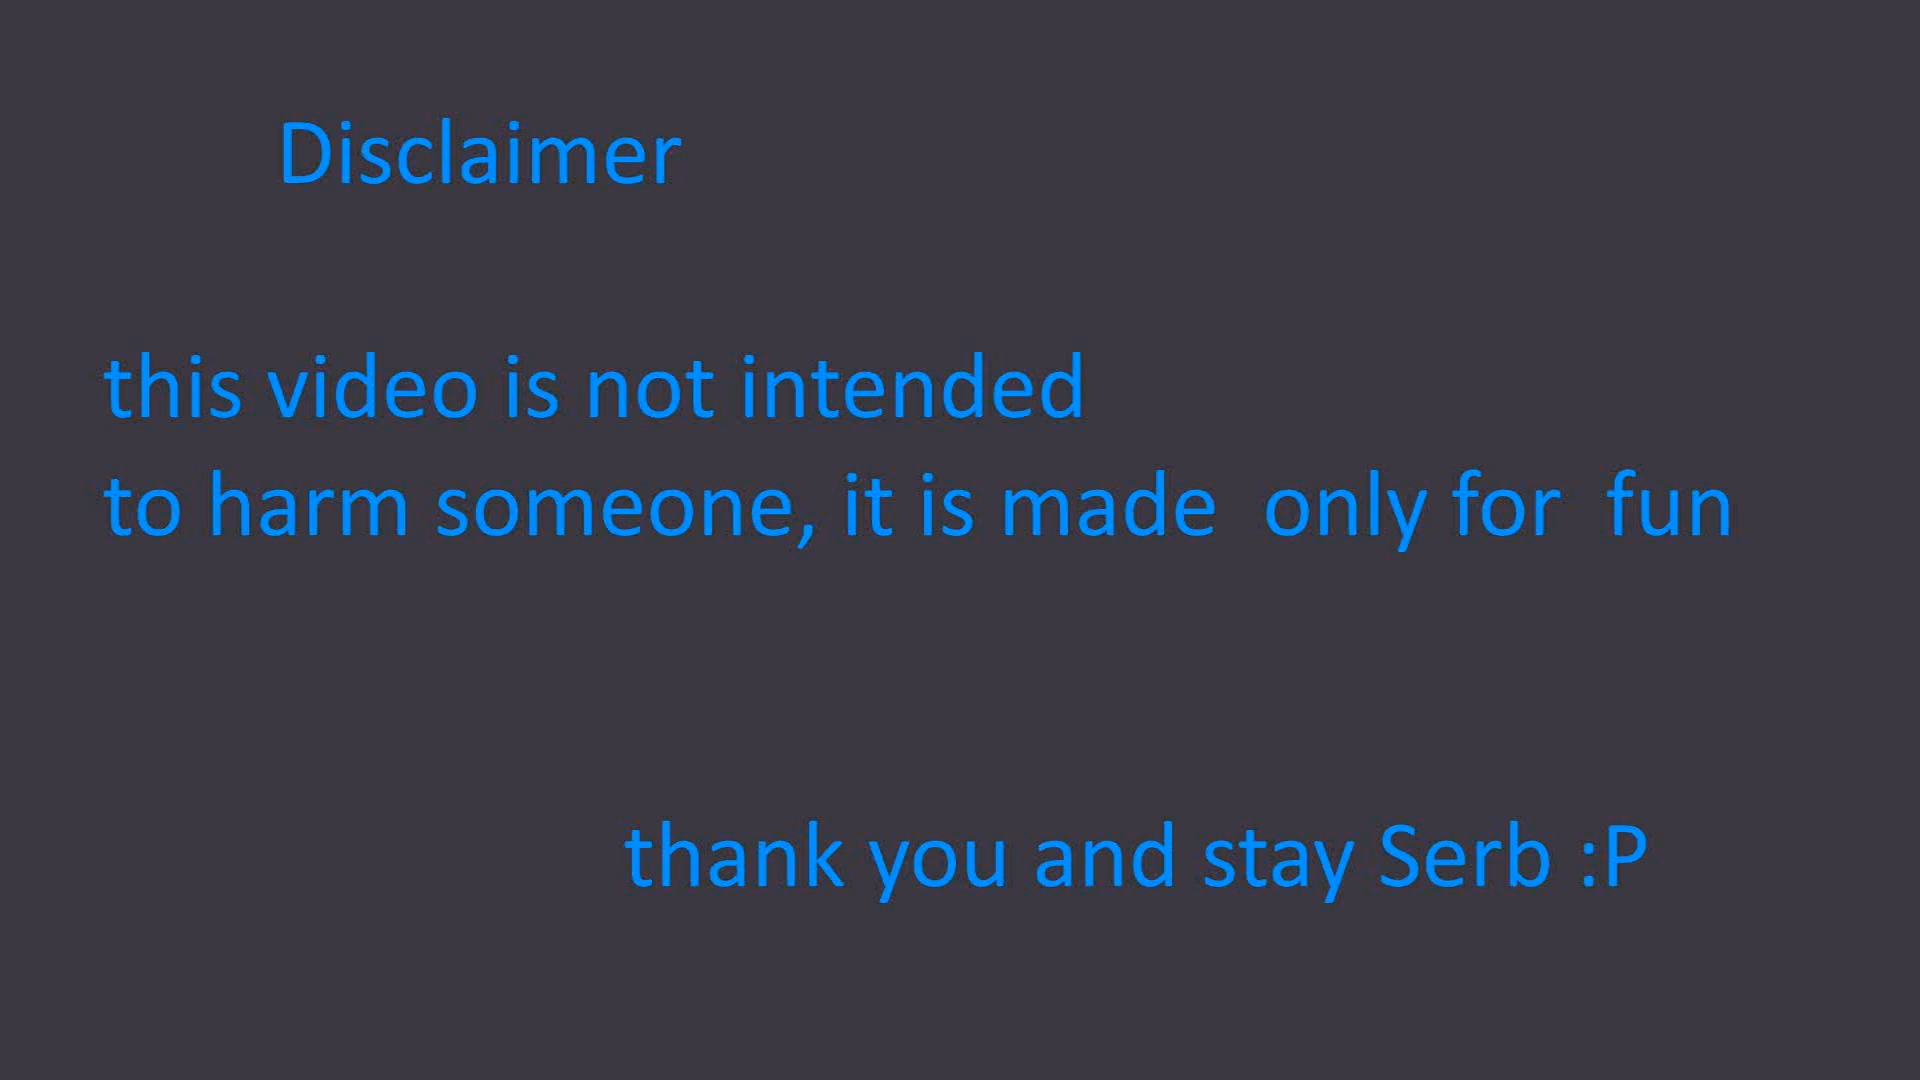 Disclaimer
this video is not intended
to harm someone, it is made  only for  fun
thank you and stay Serb :P